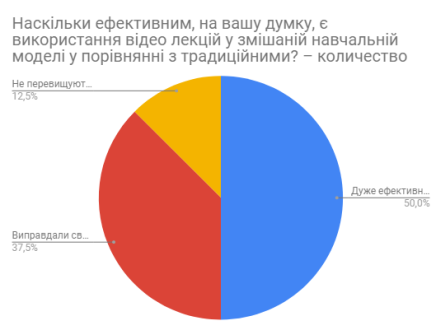 Наскільки ефективним, на вашу думку, є
використання відео лекцій у змішаній навчальній
моделі у порівнянні з традиційними? – количество
Не перевищуют…
12,5%
Дуже ефективн…
50,0%
Виправдали св…
37,5%